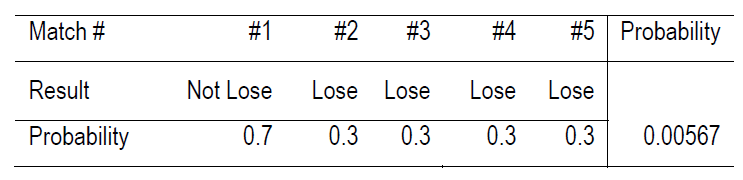 Match # #1 #2 #3 #4 #5 Probability
Result Not Lose Lose Lose Lose Lose
Probability 0.7 0.3 0.3 0.3 0.3 0.00567